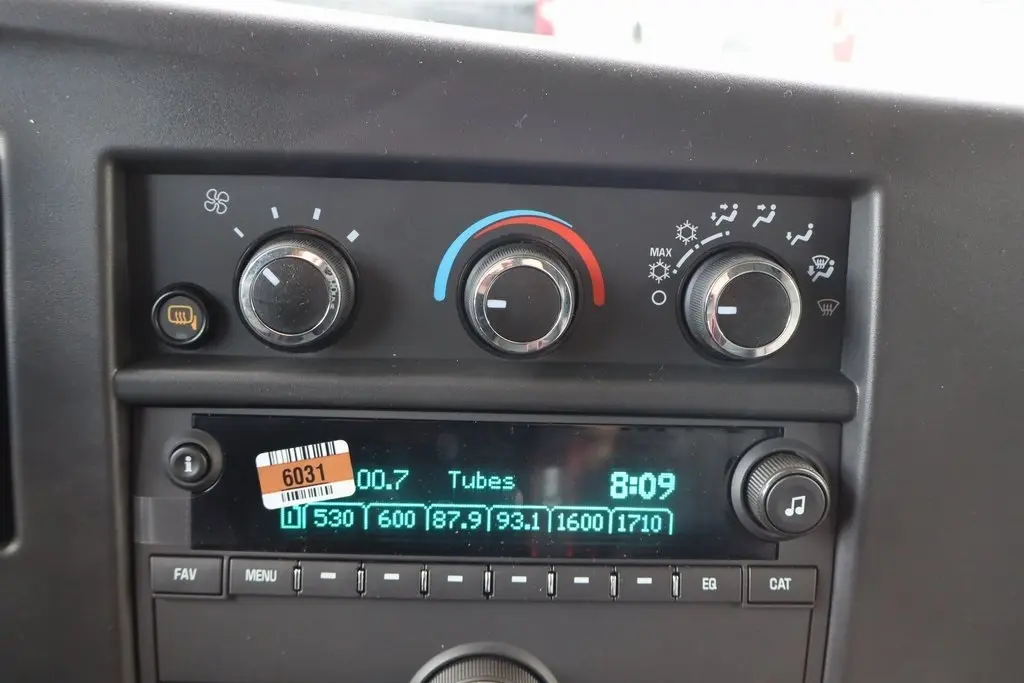 MAX
6031
00.7 Tubes 8:09
1 530 600 87.9 93.1 1600 1710
i
FAV MENU EQ CAT